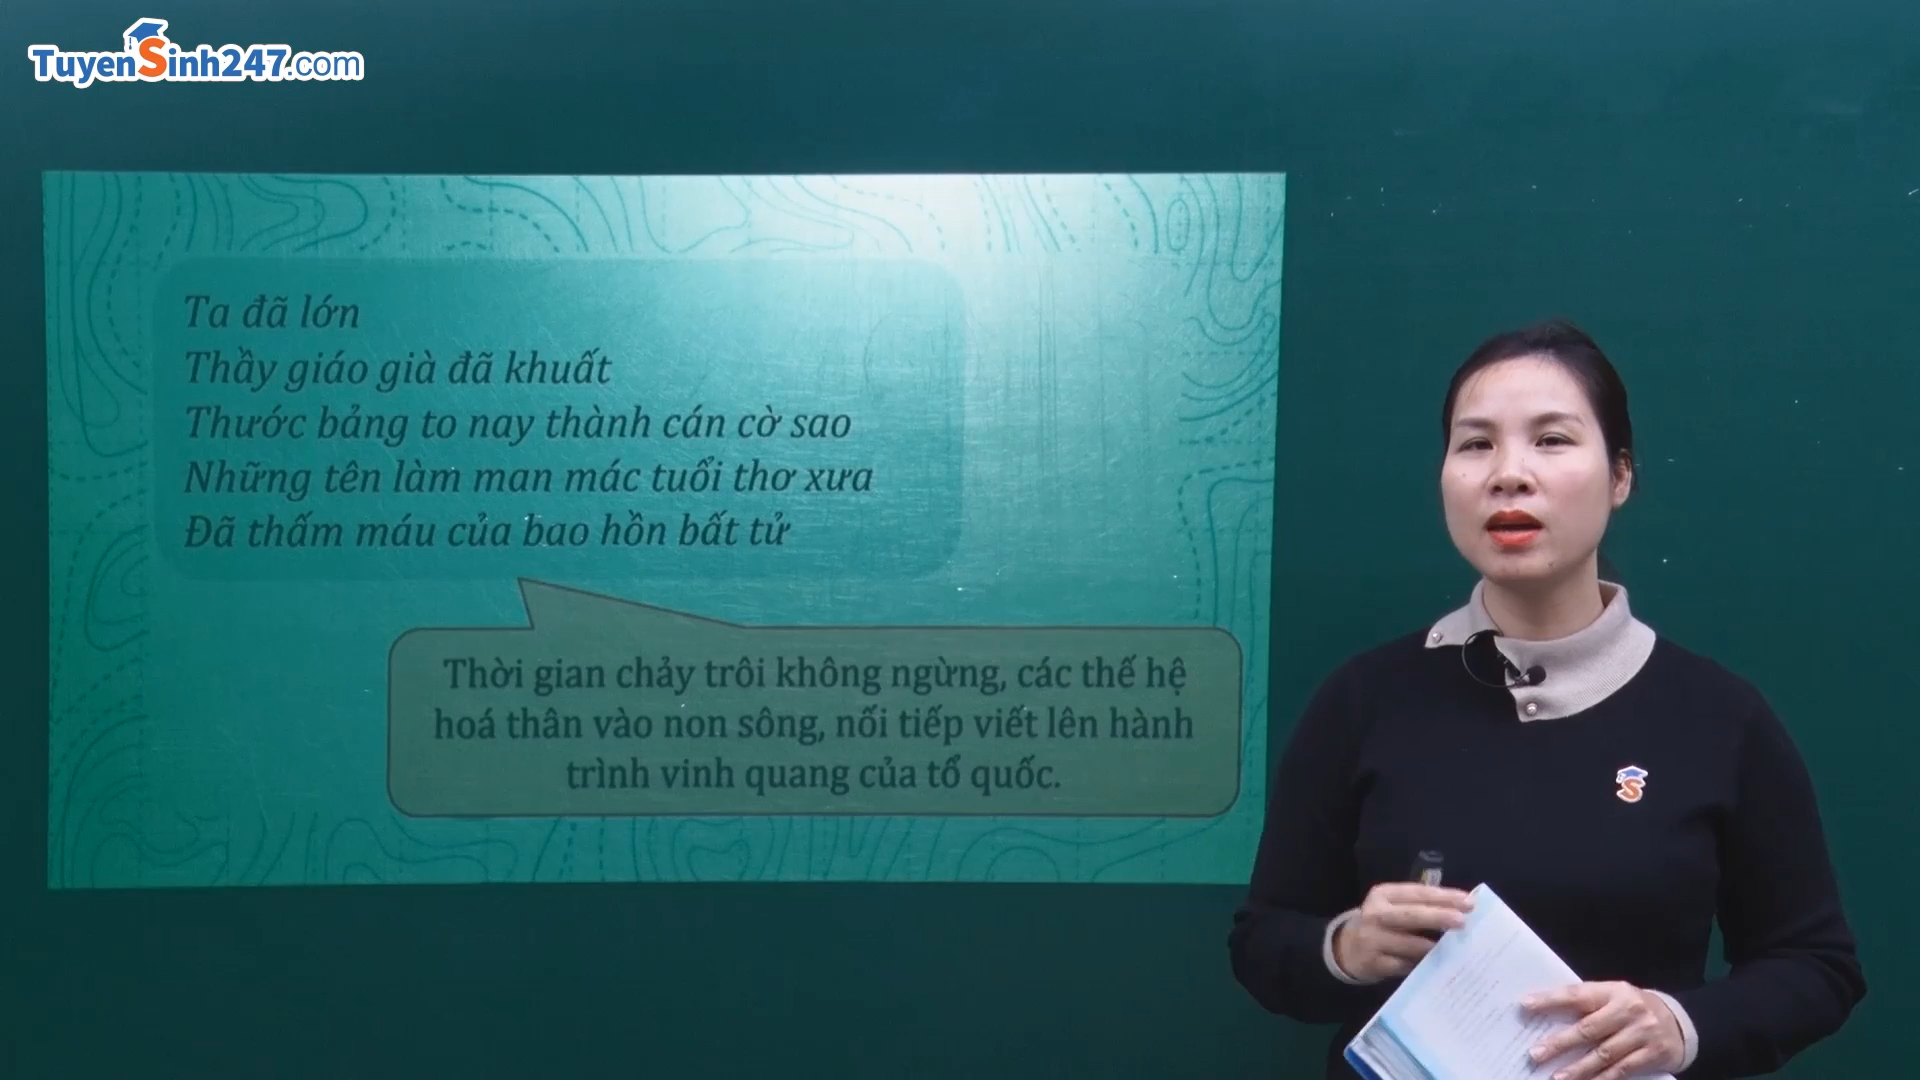 TuyenSinh247.com
Ta đã lớn
Thầy giáo già đã khuất
Thước bảng to nay thành cán cờ sao
Những tên làm man mác tuổi thơ xưa
Đã thấm máu của bao hồn bất tử
Thời gian chảy trôi không ngừng, các thế hệ
hoá thân vào non sông, nối tiếp viết lên hành
trình vinh quang của tổ quốc.
S